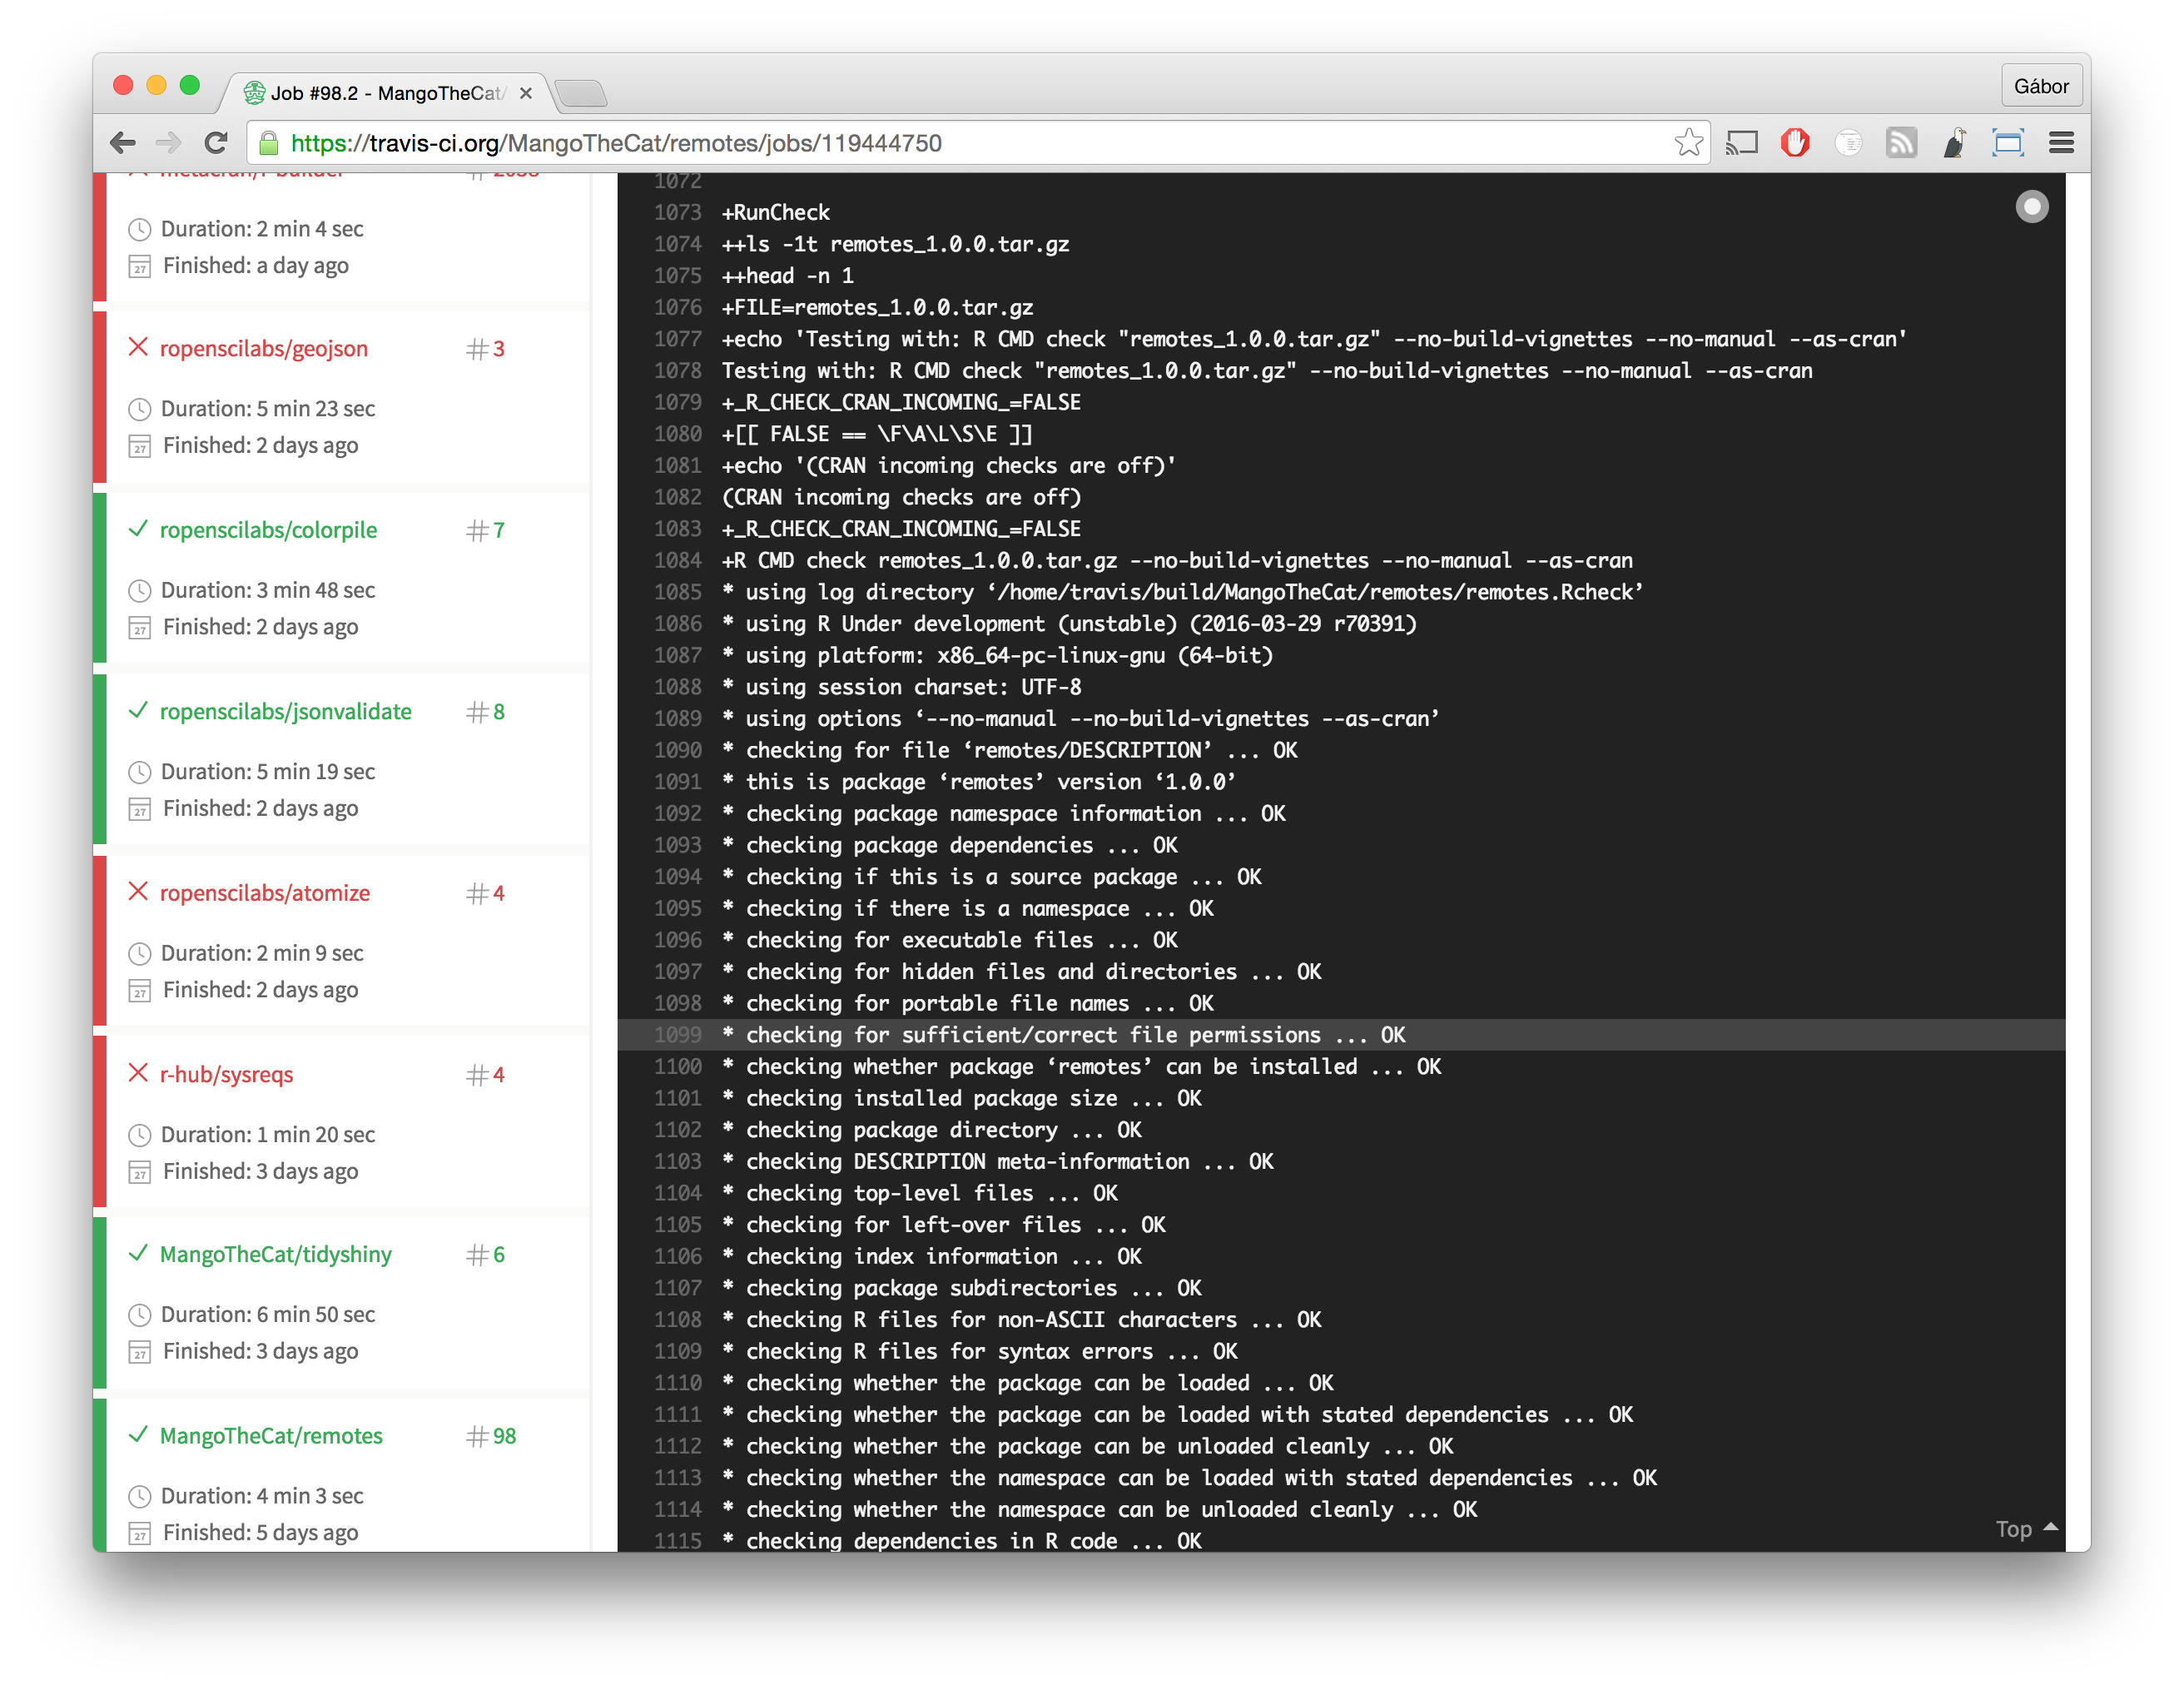 Job #98.2 - MangoTheCat/
Gábor
https://travis-ci.org/MangoTheCat/remotes/jobs/119444750
Duration: 2 min 4 sec
Finished: a day ago
ropenscilabs/geojson #3
Duration: 5 min 23 sec
Finished: 2 days ago
ropenscilabs/colorpile #7
Duration: 3 min 48 sec
Finished: 2 days ago
ropenscilabs/jsonvalidate #8
Duration: 5 min 19 sec
Finished: 2 days ago
ropenscilabs/atomize #4
Duration: 2 min 9 sec
Finished: 2 days ago
r-hub/sysreqs #4
Duration: 1 min 20 sec
Finished: 3 days ago
MangoTheCat/tidyshiny #6
Duration: 6 min 50 sec
Finished: 3 days ago
MangoTheCat/remotes #98
Duration: 4 min 3 sec
Finished: 5 days ago
1072
1073 +RunCheck
1074 ++ls -1t remotes_1.0.0.tar.gz
1075 ++head -n 1
1076 +FILE=remotes_1.0.0.tar.gz
1077 +echo 'Testing with: R CMD check "remotes_1.0.0.tar.gz" --no-build-vignettes --no-manual --as-cran'
1078 Testing with: R CMD check "remotes_1.0.0.tar.gz" --no-build-vignettes --no-manual --as-cran
1079 +_R_CHECK_CRAN_INCOMING_=FALSE
1080 +[[ FALSE == \F\A\L\S\E ]]
1081 +echo '(CRAN incoming checks are off)'
1082 (CRAN incoming checks are off)
1083 +_R_CHECK_CRAN_INCOMING_=FALSE
1084 +R CMD check remotes_1.0.0.tar.gz --no-build-vignettes --no-manual --as-cran
1085 * using log directory ‘/home/travis/build/MangoTheCat/remotes/remotes.Rcheck’
1086 * using R Under development (unstable) (2016-03-29 r70391)
1087 * using platform: x86_64-pc-linux-gnu (64-bit)
1088 * using session charset: UTF-8
1089 * using options ‘--no-manual --no-build-vignettes --as-cran’
1090 * checking for file ‘remotes/DESCRIPTION’ ... OK
1091 * this is package ‘remotes’ version ‘1.0.0’
1092 * checking package namespace information ... OK
1093 * checking package dependencies ... OK
1094 * checking if this is a source package ... OK
1095 * checking if there is a namespace ... OK
1096 * checking for executable files ... OK
1097 * checking for hidden files and directories ... OK
1098 * checking for portable file names ... OK
1099 * checking for sufficient/correct file permissions ... OK
1100 * checking whether package ‘remotes’ can be installed ... OK
1101 * checking installed package size ... OK
1102 * checking package directory ... OK
1103 * checking DESCRIPTION meta-information ... OK
1104 * checking top-level files ... OK
1105 * checking for left-over files ... OK
1106 * checking index information ... OK
1107 * checking package subdirectories ... OK
1108 * checking R files for non-ASCII characters ... OK
1109 * checking R files for syntax errors ... OK
1110 * checking whether the package can be loaded ... OK
1111 * checking whether the package can be loaded with stated dependencies ... OK
1112 * checking whether the package can be unloaded cleanly ... OK
1113 * checking whether the namespace can be loaded with stated dependencies ... OK
1114 * checking whether the namespace can be unloaded cleanly ... OK
1115 * checking dependencies in R code ... OK
Top